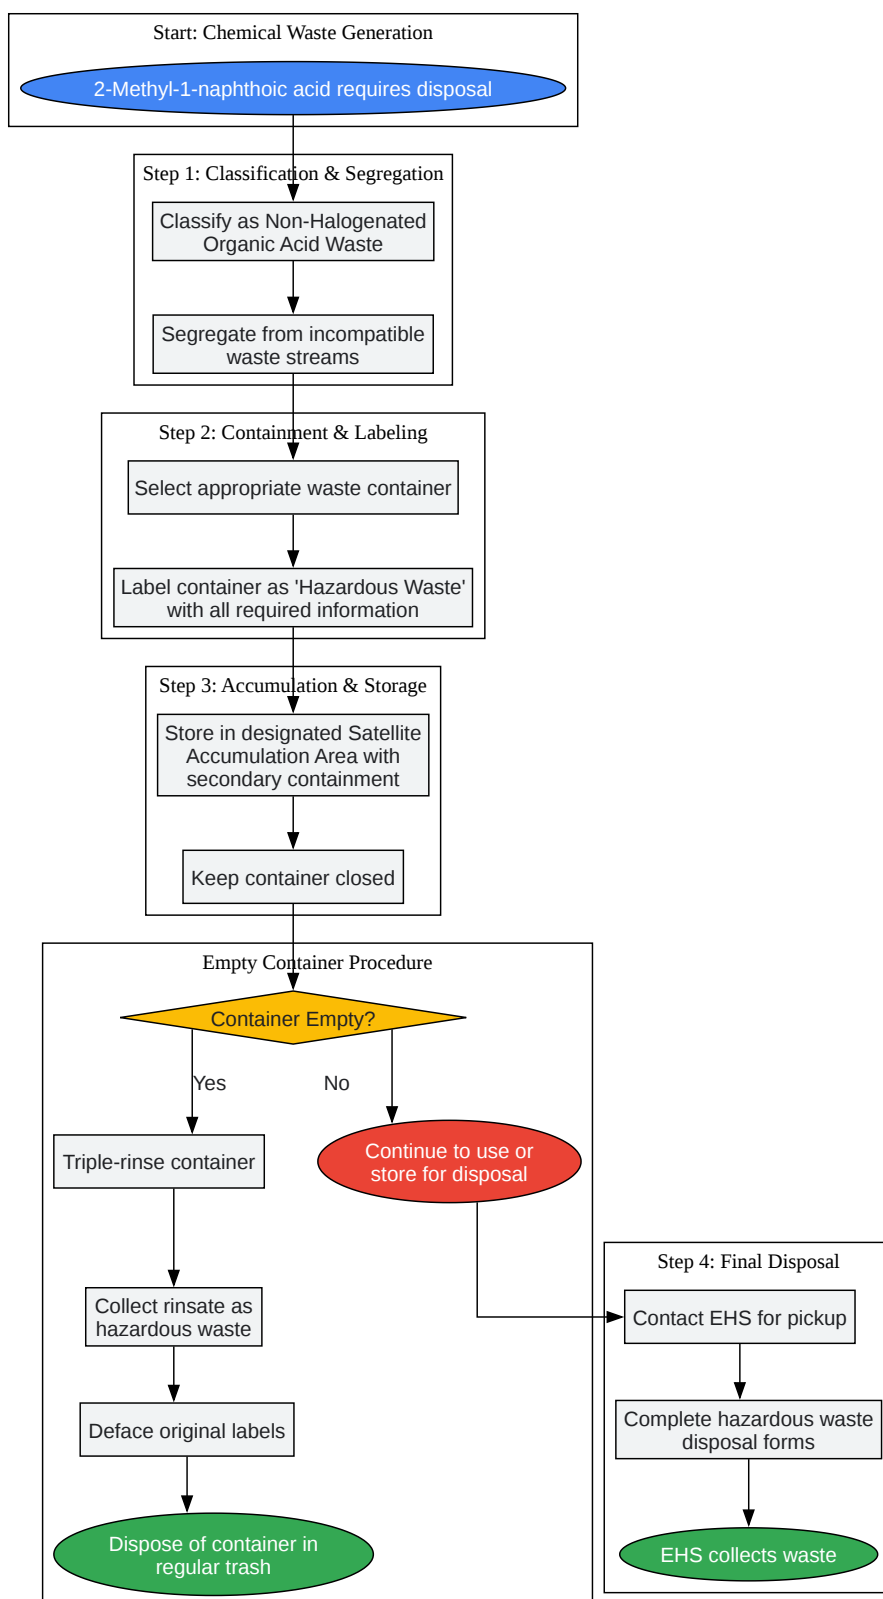 Start: Chemical Waste Generation
2-Methyl-1-naphthoic acid requires disposal
Step 1: Classification & Segregation
Classify as Non-Halogenated
Organic Acid Waste
Segregate from incompatible
waste streams
Step 2: Containment & Labeling
Select appropriate waste container
Label container as 'Hazardous Waste'
with all required information
Step 3: Accumulation & Storage
Store in designated Satellite
Accumulation Area with
secondary containment
Keep container closed
Empty Container Procedure
Container Empty?
Yes
No
Triple-rinse container
Continue to use or
store for disposal
Collect rinsate as
hazardous waste
Deface original labels
Dispose of container in
regular trash
Step 4: Final Disposal
Contact EHS for pickup
Complete hazardous waste
disposal forms
EHS collects waste